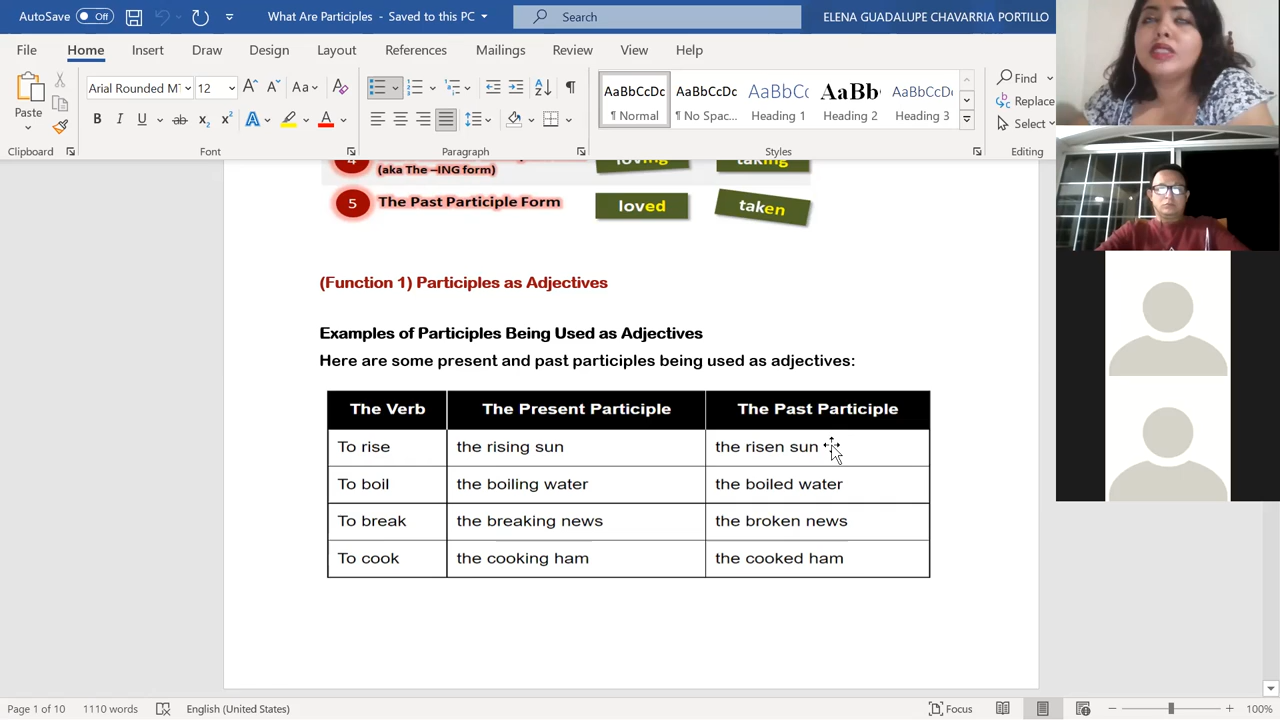 AutoSave Off What Are Participles - Saved to this PC Search ELENA GUADALUPE CHAVARRIA PORTILLO
File Home Insert Draw Design Layout References Mailings Review View Help
Paste Arial Rounded M 12 Aa AaBbCcDc AaBbCcDc AaBbCc AaBb AaBbCcD Find
¶ Normal ¶ No Spac... Heading 1 Heading 2 Heading 3 Replace
Select
Clipboard Font Paragraph Styles Editing
4 loving taking
(aka The –ING form)
5 The Past Participle Form loved taken
(Function 1) Participles as Adjectives
Examples of Participles Being Used as Adjectives
Here are some present and past participles being used as adjectives:
The Verb The Present Participle The Past Participle
To rise the rising sun the risen sun
To boil the boiling water the boiled water
To break the breaking news the broken news
To cook the cooking ham the cooked ham
Page 1 of 10 1110 words English (United States) Focus 100%